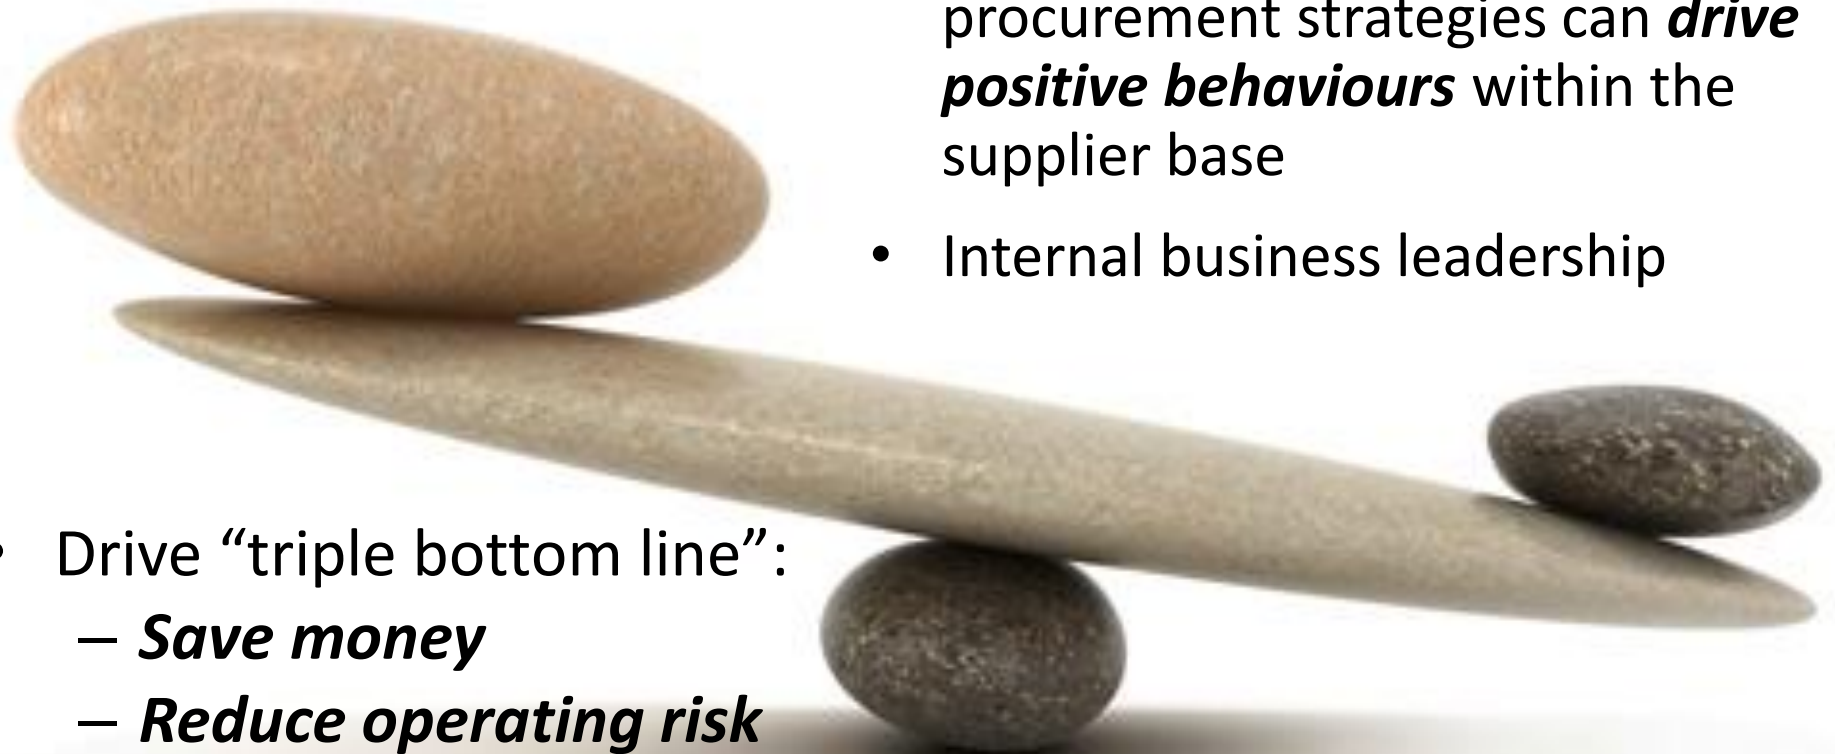 procurement strategies can drive
positive behaviours within the
supplier base
• Internal business leadership
• Drive “triple bottom line”:
– Save money
– Reduce operating risk